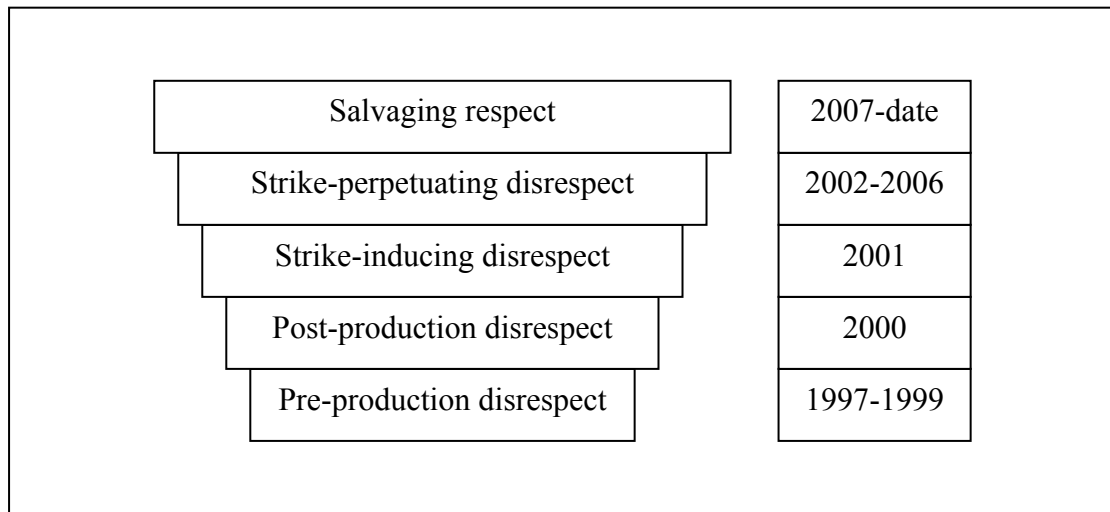 Salvaging respect 2007-date
Strike-perpetuating disrespect 2002-2006
Strike-inducing disrespect 2001
Post-production disrespect 2000
Pre-production disrespect 1997-1999